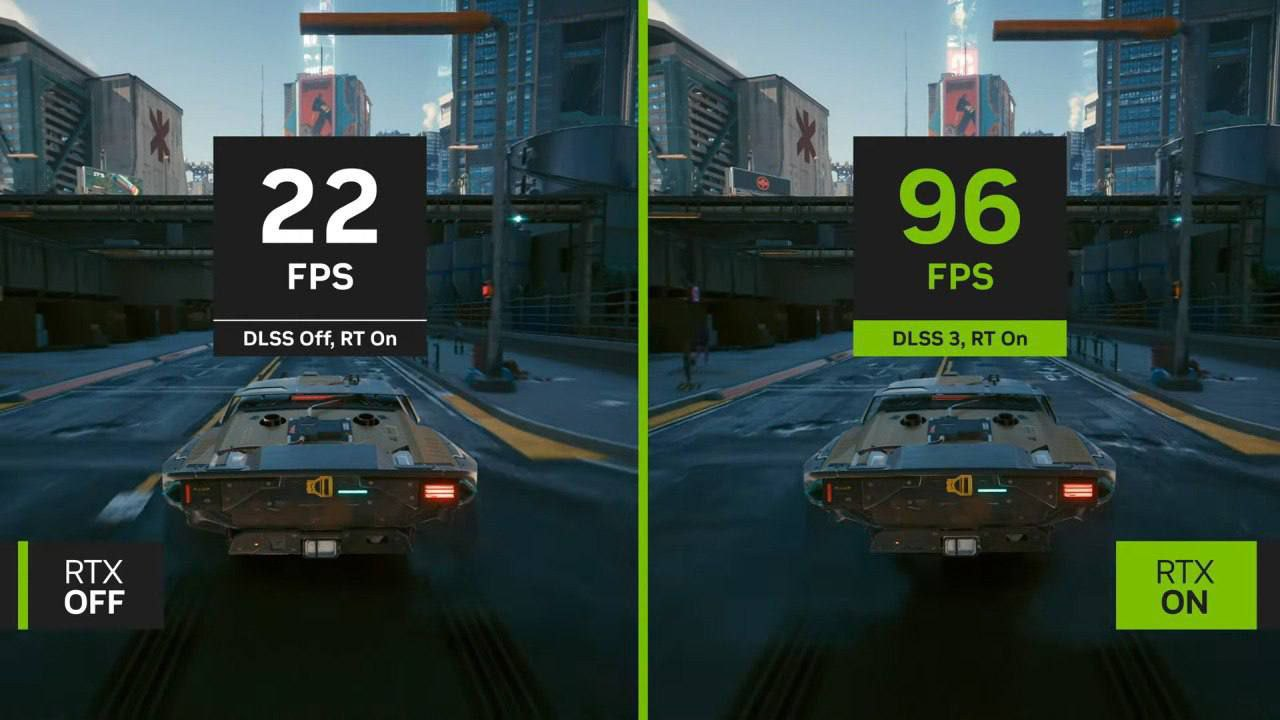 22
FPS
DLSS Off, RT On
RTX
OFF
96
FPS
DLSS 3, RT On
RTX
ON